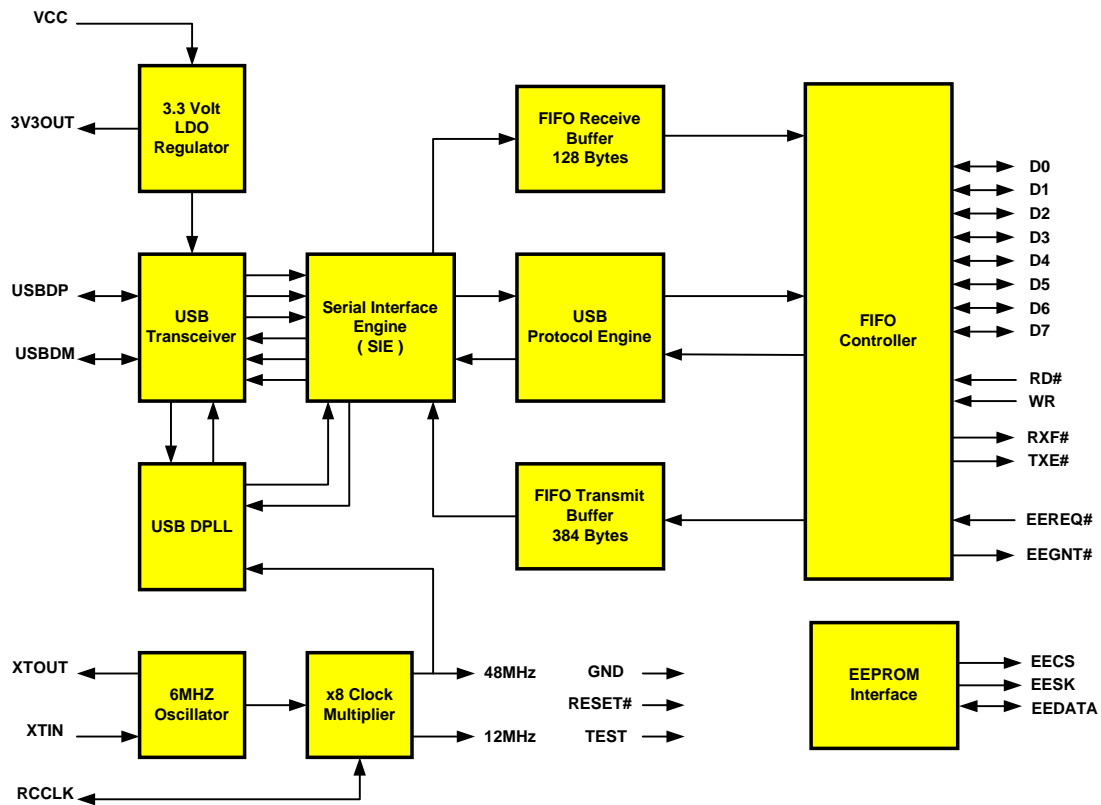 VCC
3V3OUT
3.3 Volt
LDO
Regulator
FIFO Receive
Buffer
128 Bytes
D0
D1
D2
D3
D4
D5
D6
D7
USBDP
USBDM
USB
Transceiver
Serial Interface
Engine
( SIE )
USB
Protocol Engine
FIFO
Controller
RD#
WR
RXF#
TXE#
EEREQ#
EEGNT#
USB DPLL
FIFO Transmit
Buffer
384 Bytes
XTOUT
XTIN
RCCLK
6MHZ
Oscillator
x8 Clock
Multiplier
48MHz
12MHz
GND
RESET#
TEST
EEPROM
Interface
EECS
EESK
EEDATA